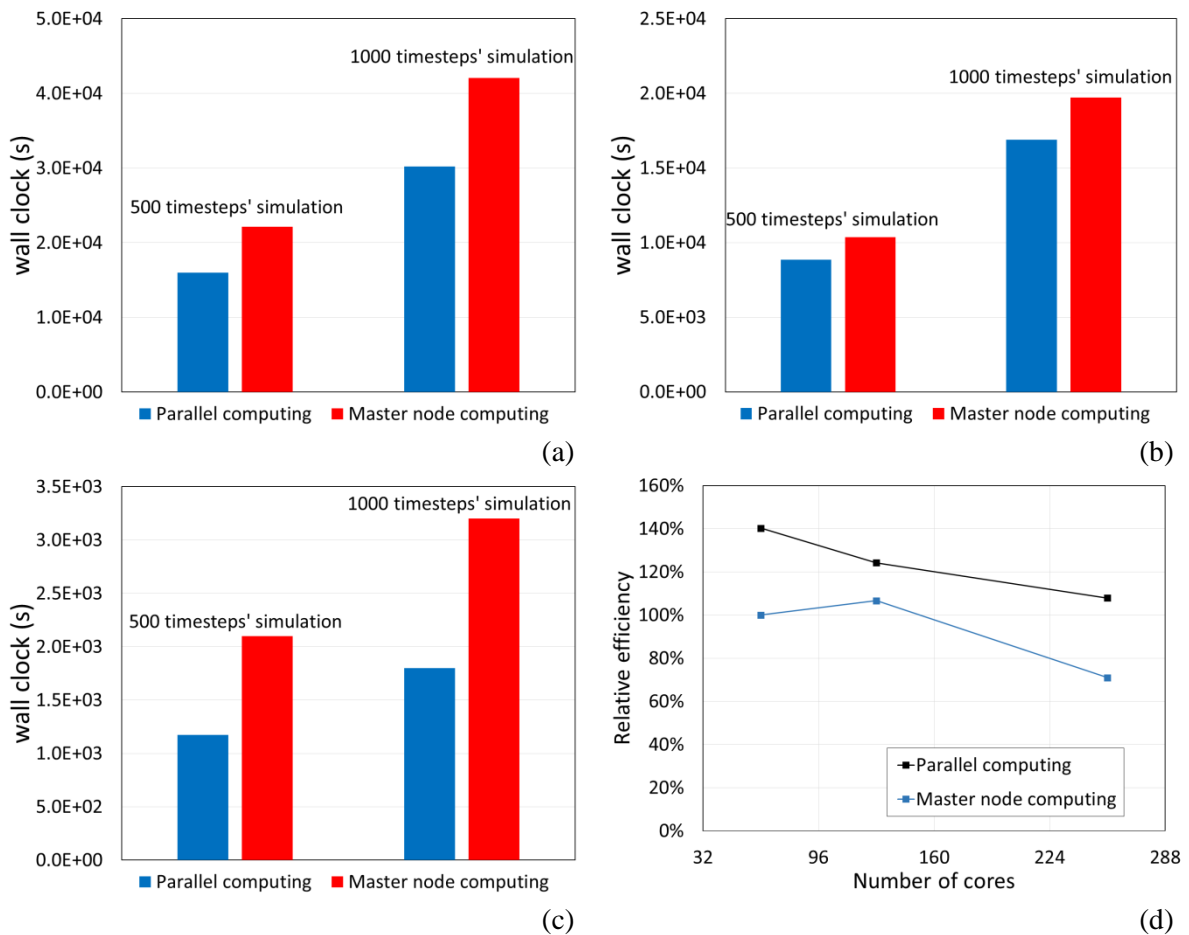 5.0E+04
4.0E+04
3.0E+04
2.0E+04
1.0E+04
0.0E+00
wall clock (s)
1000 timesteps' simulation
500 timesteps' simulation
Parallel computing
Master node computing
(a)
2.5E+04
2.0E+04
1.5E+04
1.0E+04
5.0E+03
0.0E+00
wall clock (s)
1000 timesteps' simulation
500 timesteps' simulation
Parallel computing
Master node computing
(b)
3.5E+03
3.0E+03
2.5E+03
2.0E+03
1.5E+03
1.0E+03
5.0E+02
0.0E+00
wall clock (s)
1000 timesteps' simulation
500 timesteps' simulation
Parallel computing
Master node computing
(c)
160%
140%
120%
100%
80%
60%
40%
20%
0%
Relative efficiency
Parallel computing
Master node computing
32 96 160 224 288
Number of cores
(d)